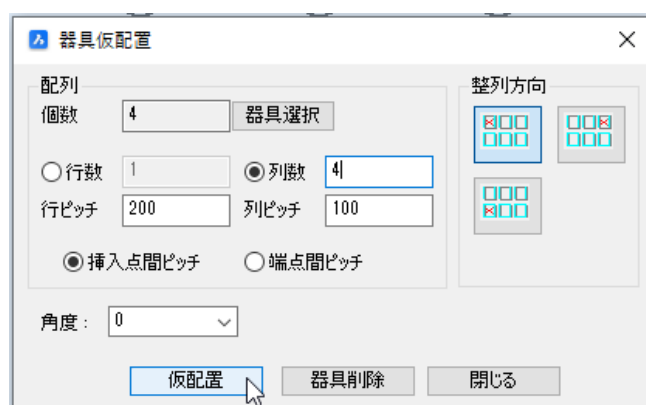 器具仮配置
配列
個数 4 器具選択
行数 1 列数 4
行ピッチ 200 列ピッチ 100
挿入点間ピッチ 端点間ピッチ
整列方向
角度： 0
仮配置 器具削除 閉じる